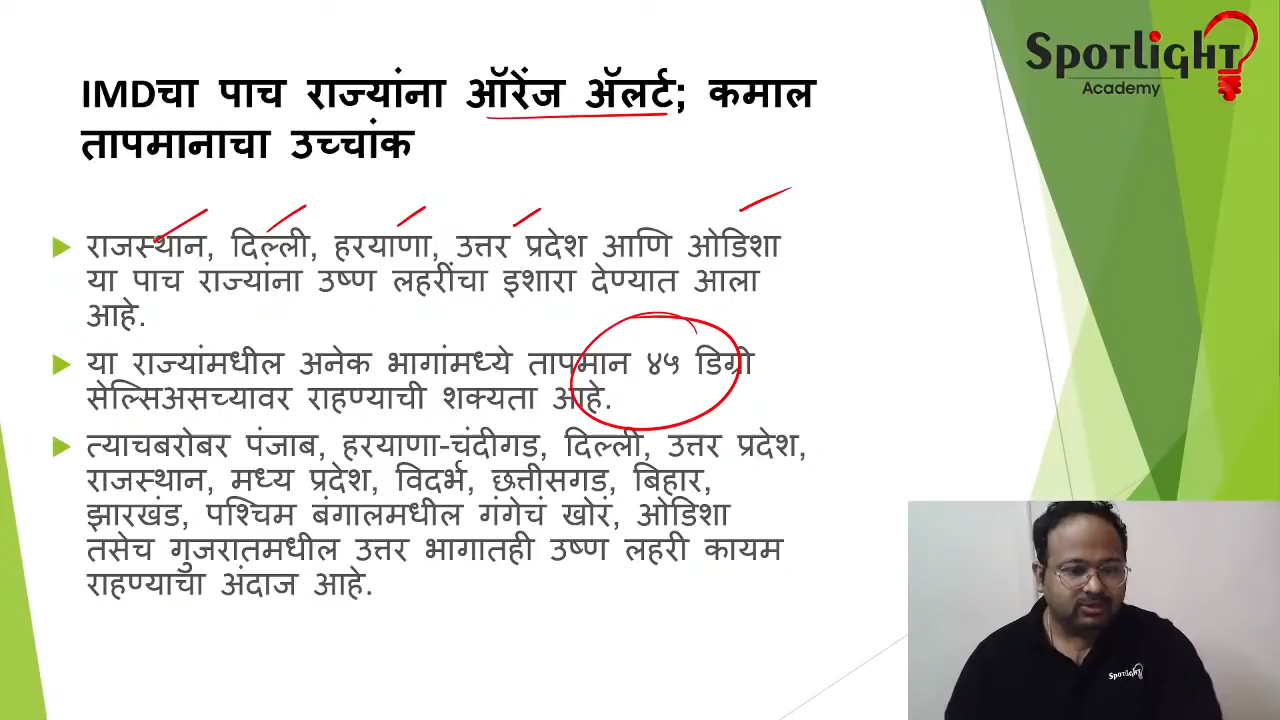 SPOTLIGHT
Academy
IMDचा पाच राज्यांना ऑरेंज अ‍ॅलर्ट; कमाल
तापमानाचा उच्चांक
राजस्थान, दिल्ली, हरयाणा, उत्तर प्रदेश आणि ओडिशा
या पाच राज्यांना उष्ण लहरींचा इशारा देण्यात आला
आहे.
या राज्यांमधील अनेक भागांमध्ये तापमान ४५ डिग्री
सेल्सिअसच्यावर राहण्याची शक्यता आहे.
त्याचबरोबर पंजाब, हरयाणा-चंदीगड, दिल्ली, उत्तर प्रदेश,
राजस्थान, मध्य प्रदेश, विदर्भ, छत्तीसगड, बिहार,
झारखंड, पश्चिम बंगालमधील गंगेचं खोरं, ओडिशा
तसेच गुजरातमधील उत्तर भागातही उष्ण लहरी कायम
राहण्याचा अंदाज आहे.
SPOTLIGHT